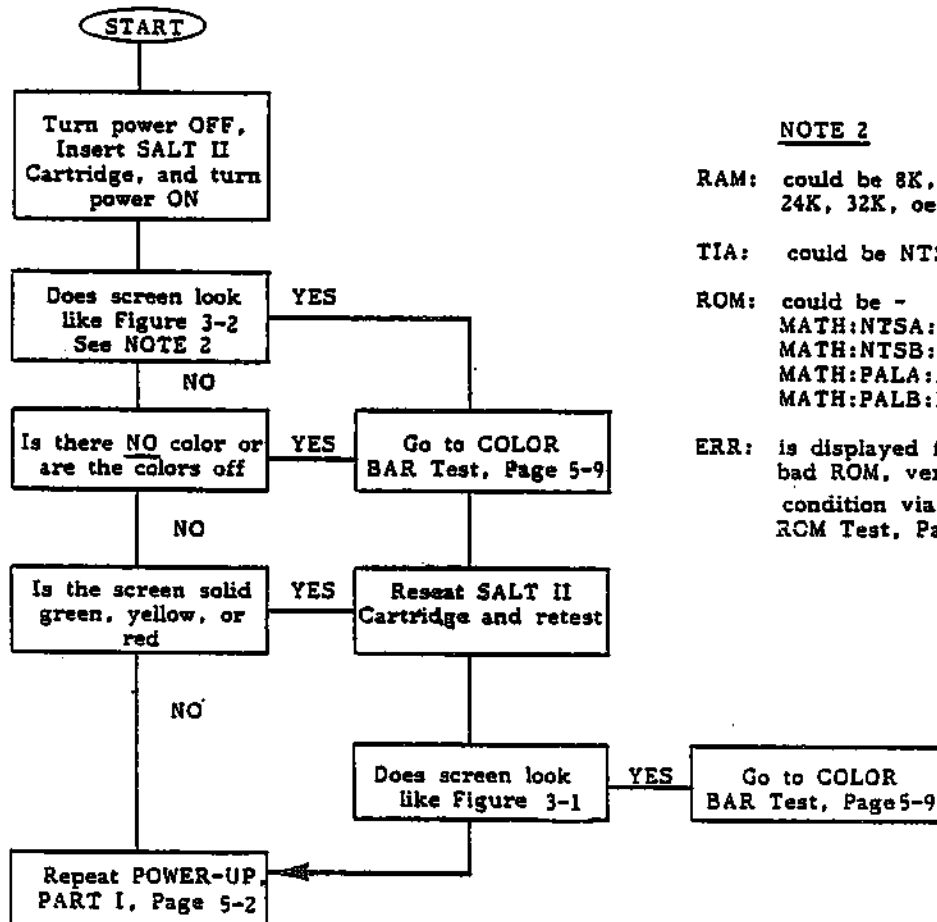 START
Turn power OFF,
Insert SALT II
Cartridge, and turn
power ON
Does screen look
like Figure 3-2
See NOTE 2
YES
NO
Is there NO color or
are the colors off
YES
Go to COLOR
BAR Test, Page 5-9
NO
Is the screen solid
green, yellow, or
red
YES
Reseat SALT II
Cartridge and retest
NO
Does screen look
like Figure 3-1
YES
Go to COLOR
BAR Test, Page 5-9
Repeat POWER-UP,
PART I, Page 5-2
NOTE 2
RAM: could be 8K,
24K, 32K, oe
TIA: could be
ROM: could be -
MATH:NTSA:
MATH:NTSB:
MATH:PALA:
MATH:PALB:
ERR: is displayed
bad ROM,
condition via
ROM Test,